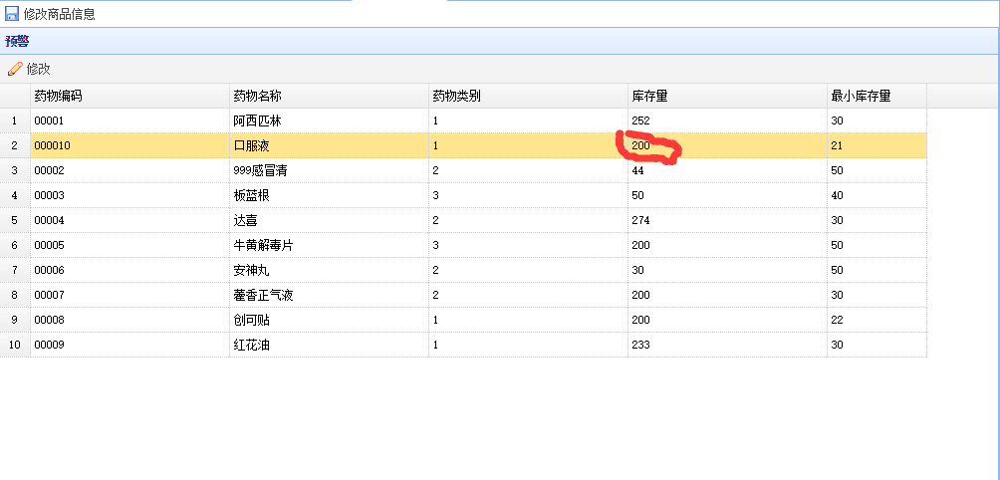 修改商品信息
预警
修改
药物编码 药物名称 药物类别 库存量 最小库存量
1 00001 阿西匹林 1 252 30
2 000010 口服液 1 200 21
3 00002 999感冒清 2 44 50
4 00003 板蓝根 3 50 40
5 00004 达喜 2 274 30
6 00005 牛黄解毒片 3 200 50
7 00006 安神丸 2 30 50
8 00007 藿香正气液 2 200 30
9 00008 创可贴 1 200 22
10 00009 红花油 1 233 30